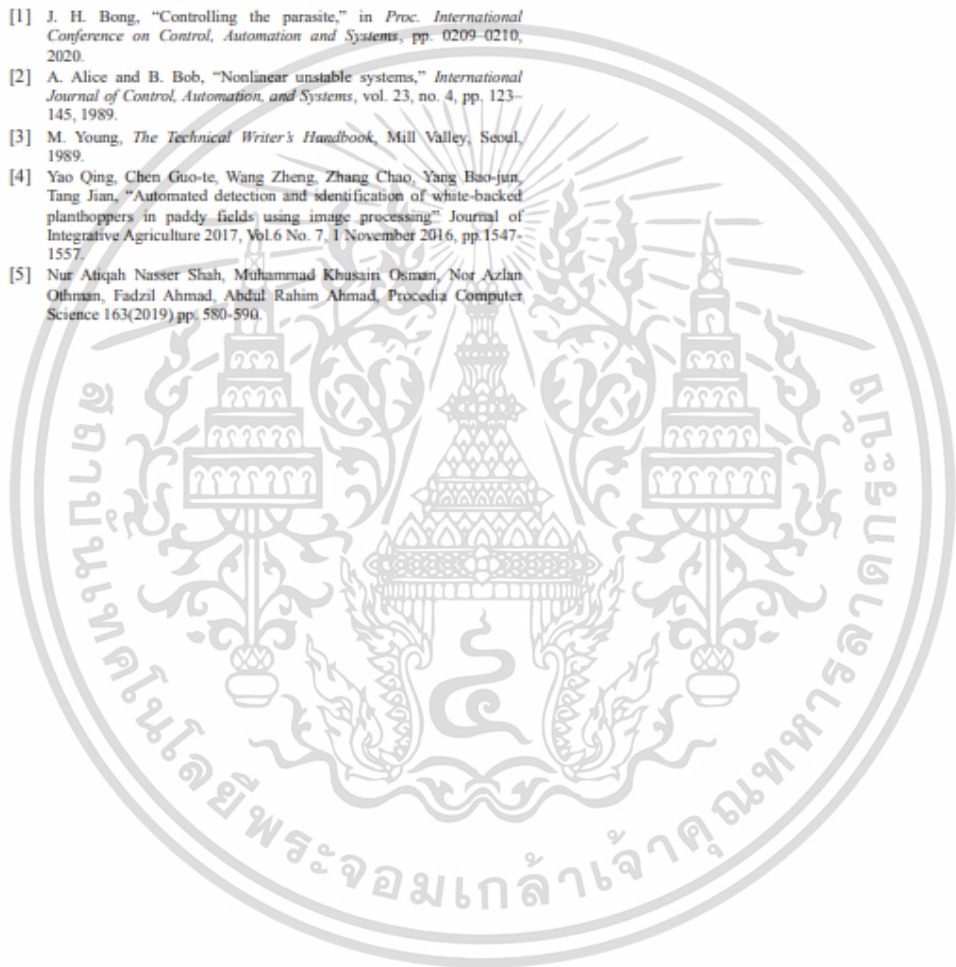 [1] J. H. Bong, “Controlling the parasite,” in Proc. International
Conference on Control, Automation and Systems, pp. 0209–0210,
2020.
[2] A. Alice and B. Bob, “Nonlinear unstable systems,” International
Journal of Control, Automation, and Systems, vol. 23, no. 4, pp. 123–
145, 1989.
[3] M. Young, The Technical Writer’s Handbook, Mill Valley, Seoul,
1989.
[4] Yao Qing, Chen Guo-te, Wang Zheng, Zhang Chao, Yang Bao-jun,
Tang Jian, “Automated detection and identification of white-backed
planthoppers in paddy fields using image processing” Journal of
Integrative Agriculture 2017, Vol.6 No. 7, 1 November 2016, pp.1547-
1557.
[5] Nur Atiqah Nasser Shah, Muhammad Khusairi Osman, Nor Azlan
Othman, Fadzil Ahmad, Abdul Rahim Ahmad, Procedia Computer
Science 163(2019) pp. 580-590.
สถาบันเทคโนโลยีพระจอมเกล้าเจ้าคุณทหารลาดกระบัง